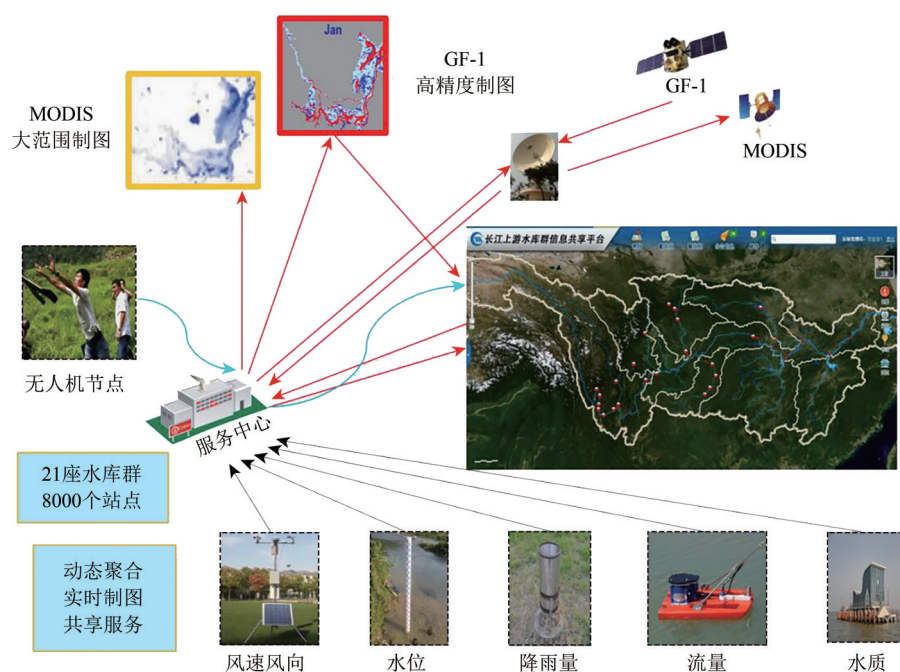 Jan
GF-1
高精度制图
MODIS
大范围制图
GF-1
MODIS
长江上游水库群信息共享平台
无人机节点
服务中心
21座水库群
8000个站点
动态聚合
实时制图
共享服务
风速风向
水位
降雨量
流量
水质